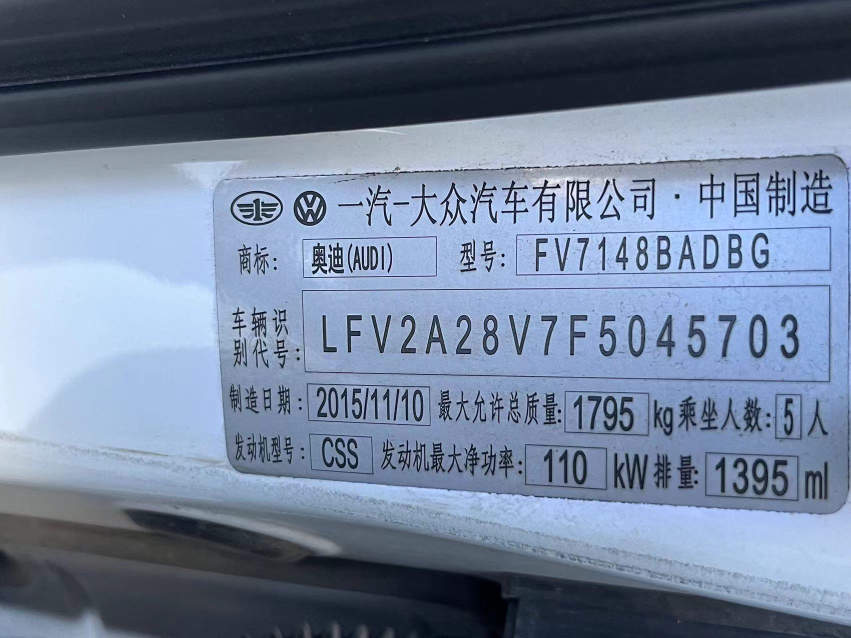 一汽-大众汽车有限公司·中国制造
商标: 奥迪(AUDI) 型号: FV7148BADBG
车辆识别代号: LFV2A28V7F5045703
制造日期: 2015/11/10 最大允许总质量: 1795 kg 乘坐人数: 5 人
发动机型号: CSS 发动机最大净功率: 110 kW 排量: 1395 ml